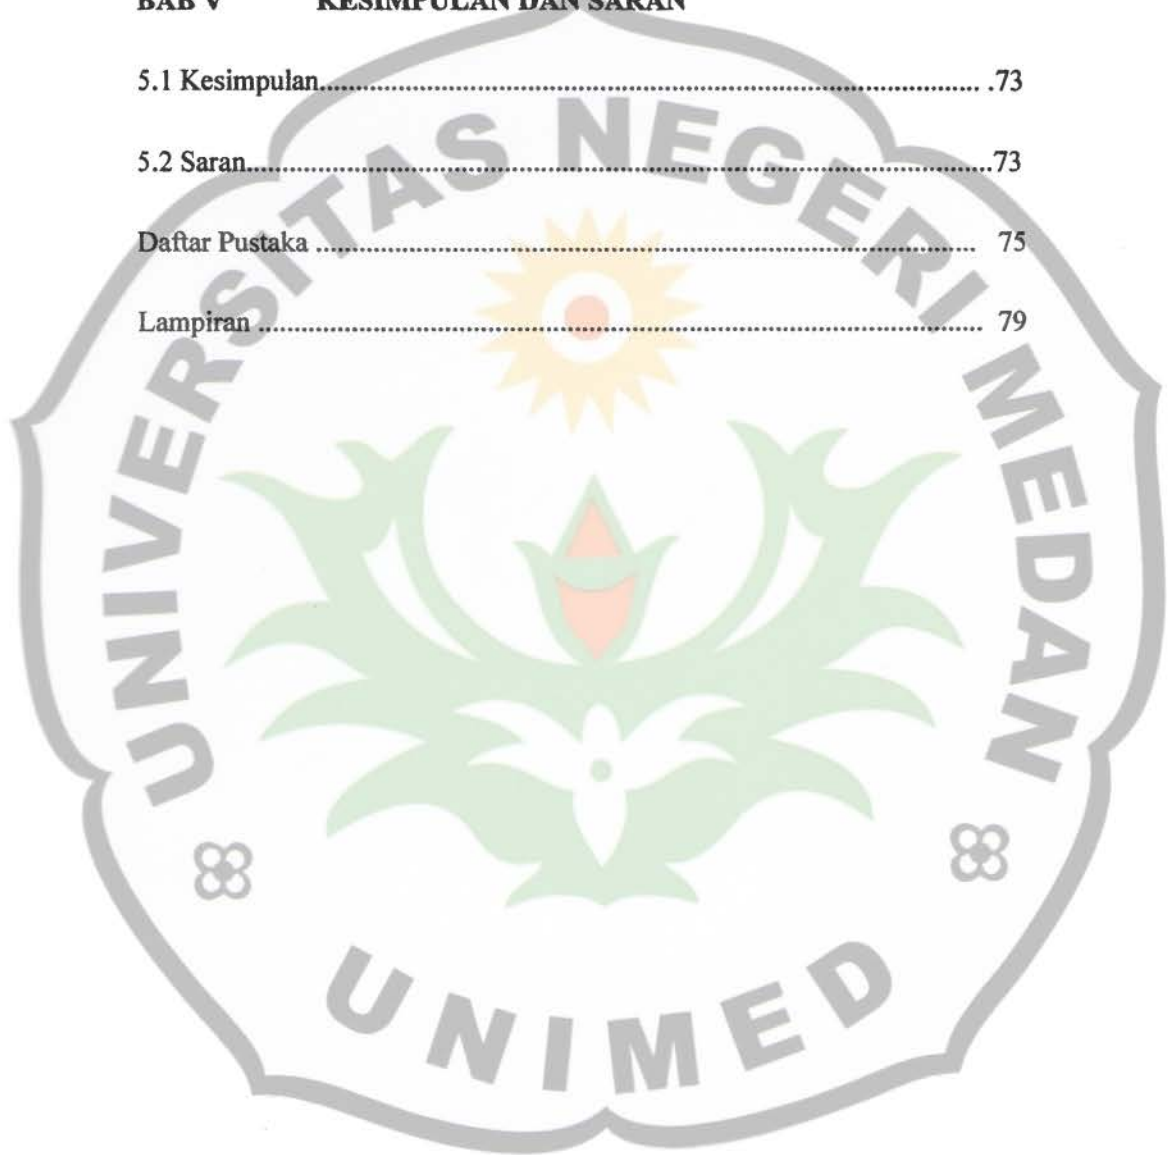 BAB V KESIMPULAN DAN SARAN
5.1 Kesimpulan.......................................................................................... .73
5.2 Saran.....................................................................................................73
Daftar Pustaka ......................................................................................... 75
Lampiran ................................................................................................. 79
UNIVERSITAS NEGERI MEDAN
UNIMED